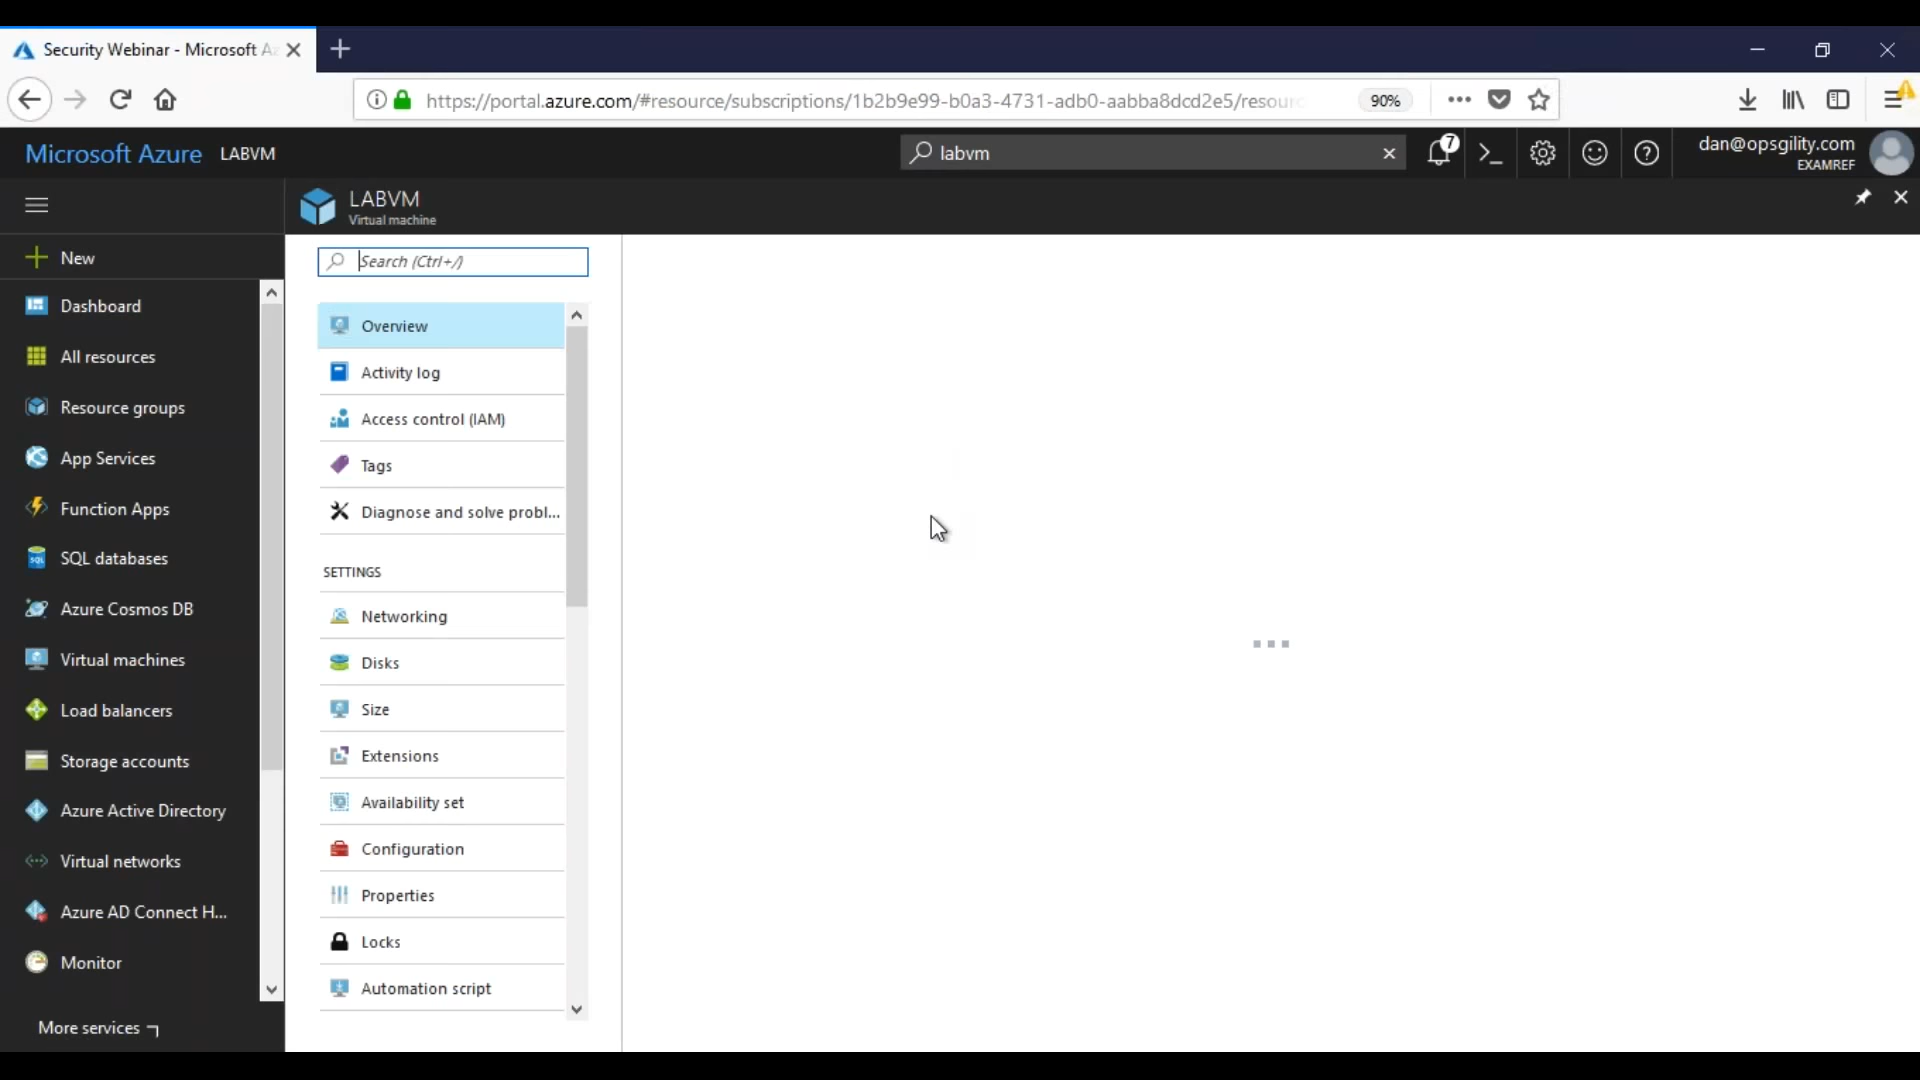 Security Webinar - Microsoft Az
https://portal.azure.com/#resource/subscriptions/1b2b9e99-b0a3-4731-adb0-aabba8dcd2e5/resourc
90%
Microsoft Azure LABVM
labvm
7
dan@opsgility.com
EXAMREF
LABVM
Virtual machine
New
Dashboard
All resources
Resource groups
App Services
Function Apps
SQL databases
Azure Cosmos DB
Virtual machines
Load balancers
Storage accounts
Azure Active Directory
Virtual networks
Azure AD Connect H...
Monitor
More services
Search (Ctrl+/)
Overview
Activity log
Access control (IAM)
Tags
Diagnose and solve probl...
SETTINGS
Networking
Disks
Size
Extensions
Availability set
Configuration
Properties
Locks
Automation script